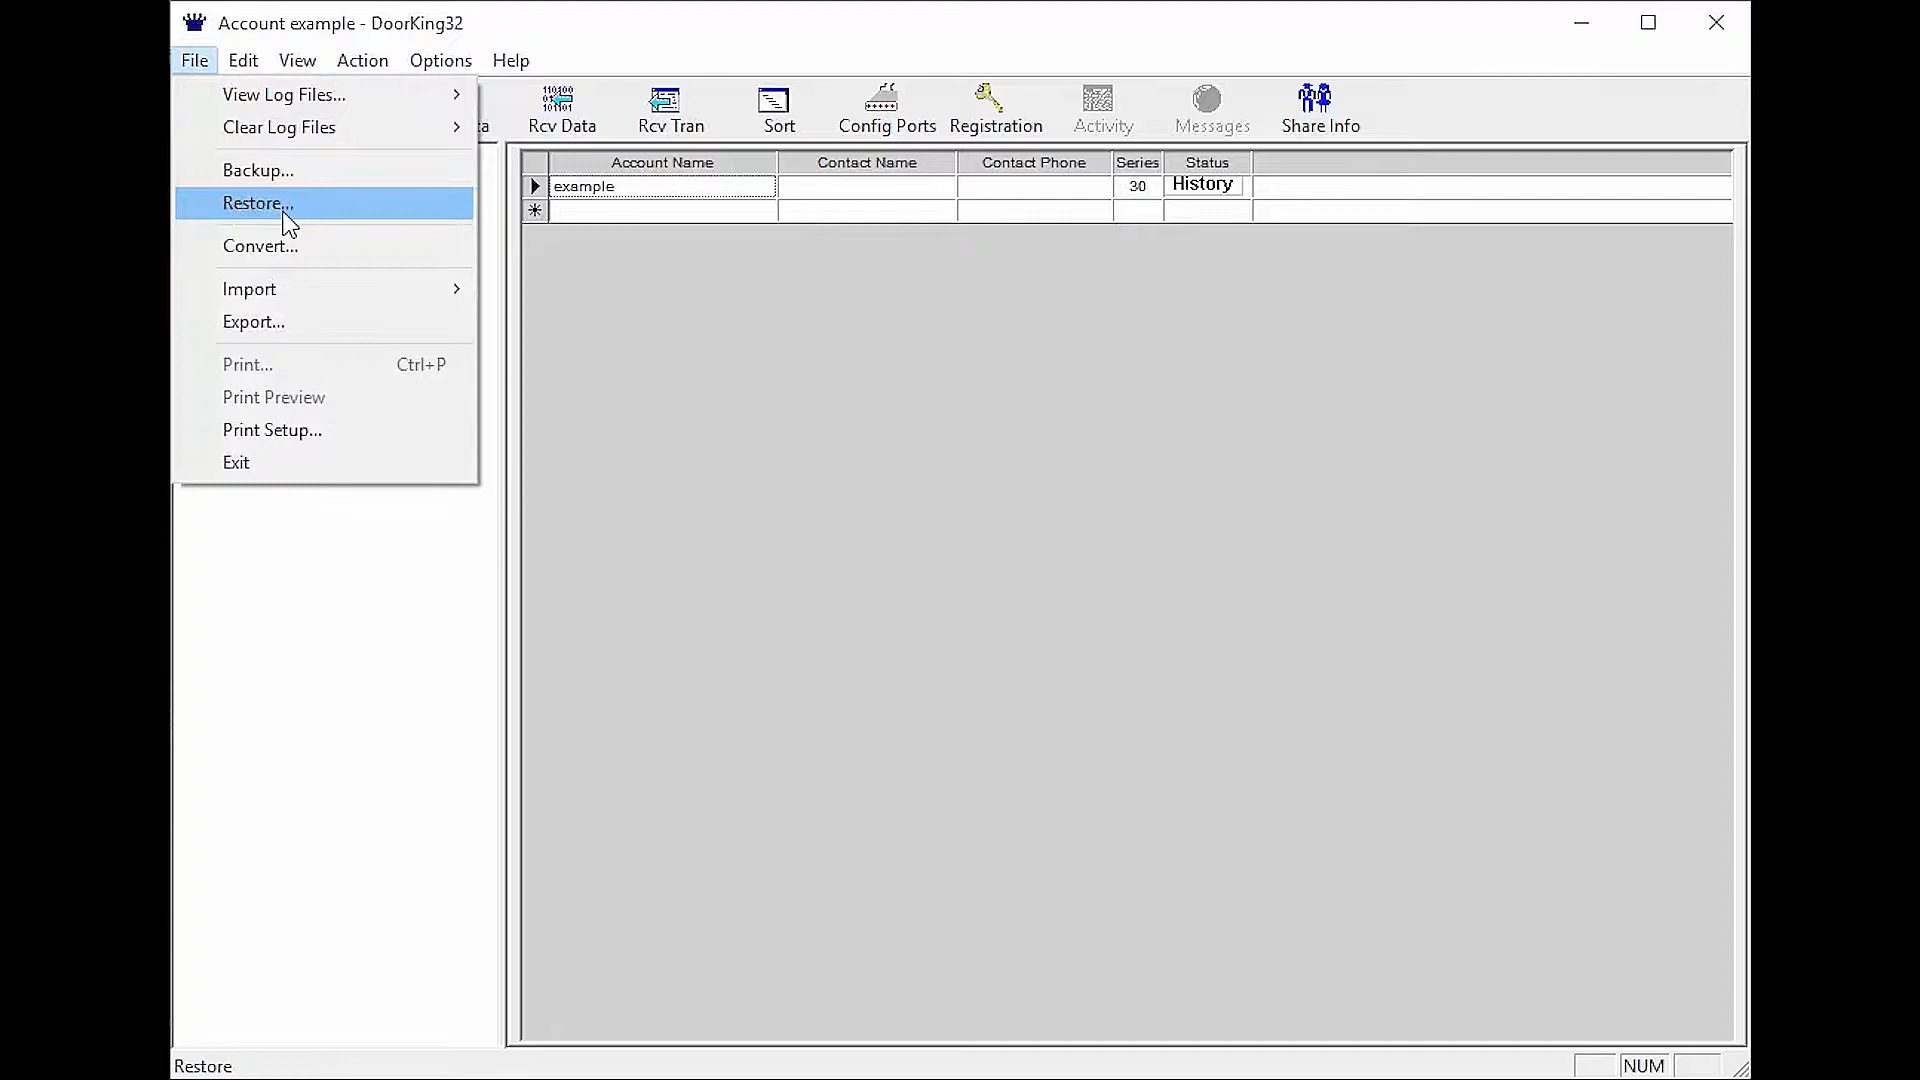 Account example - DoorKing32
File Edit View Action Options Help
View Log Files...
Clear Log Files
Backup...
Restore...
Convert...
Import
Export...
Print... Ctrl+P
Print Preview
Print Setup...
Exit
ta Rcv Data Rcv Tran Sort Config Ports Registration Activity Messages Share Info
Account Name Contact Name Contact Phone Series Status
example 30 History
Restore NUM